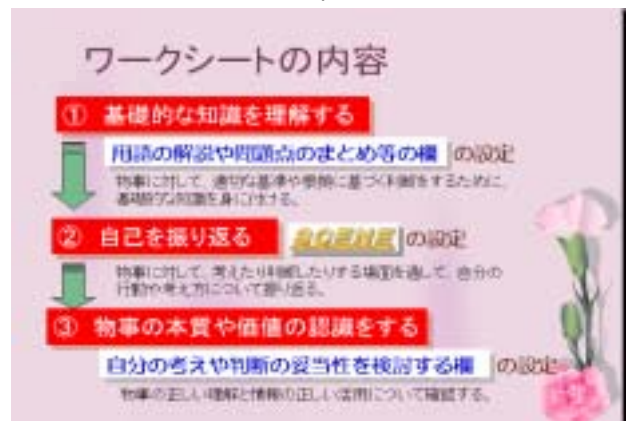 ワークシートの内容
① 基礎的な知識を理解する
用語の解説や問題点のまとめ等の欄 の設定
物事に対して、適切な基準や根拠に基づく判断をするために、
基礎的な知識を身に付ける。
② 自己を振り返る SCENE の設定
物事に対して、考えたり判断したりする場面を通して、自分の
行動や考え方について振り返る。
③ 物事の本質や価値の認識をする
自分の考えや判断の妥当性を検討する欄 の設定
物事の正しい理解と情報の正しい活用について確認する。